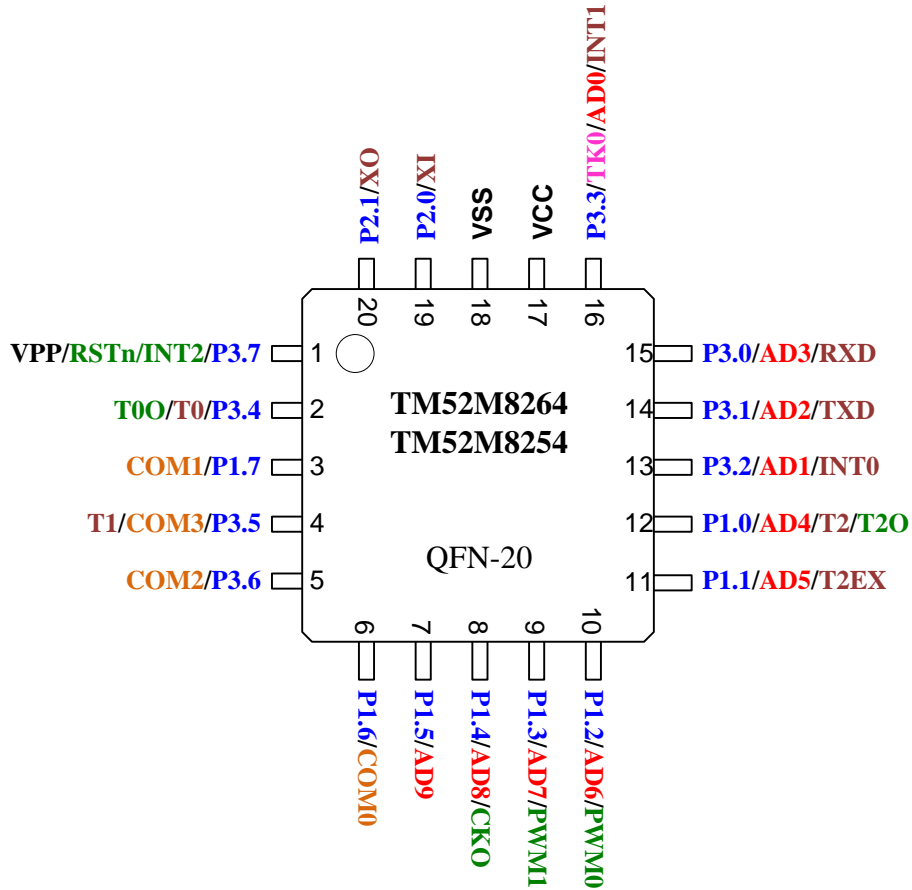 P2.1/XO
P2.0/XI
VSS
VCC
P3.3/TK0/AD0/INT1
20
19
18
17
16
VPP/RSTn/INT2/P3.7
1
15
P3.0/AD3/RXD
T0O/T0/P3.4
2
TM52M8264
14
P3.1/AD2/TXD
TM52M8254
COM1/P1.7
3
13
P3.2/AD1/INT0
T1/COM3/P3.5
4
12
P1.0/AD4/T2/T2O
QFN-20
COM2/P3.6
5
11
P1.1/AD5/T2EX
6
7
8
9
10
P1.6/COM0
P1.5/AD9
P1.4/AD8/CKO
P1.3/AD7/PWM1
P1.2/AD6/PWM0